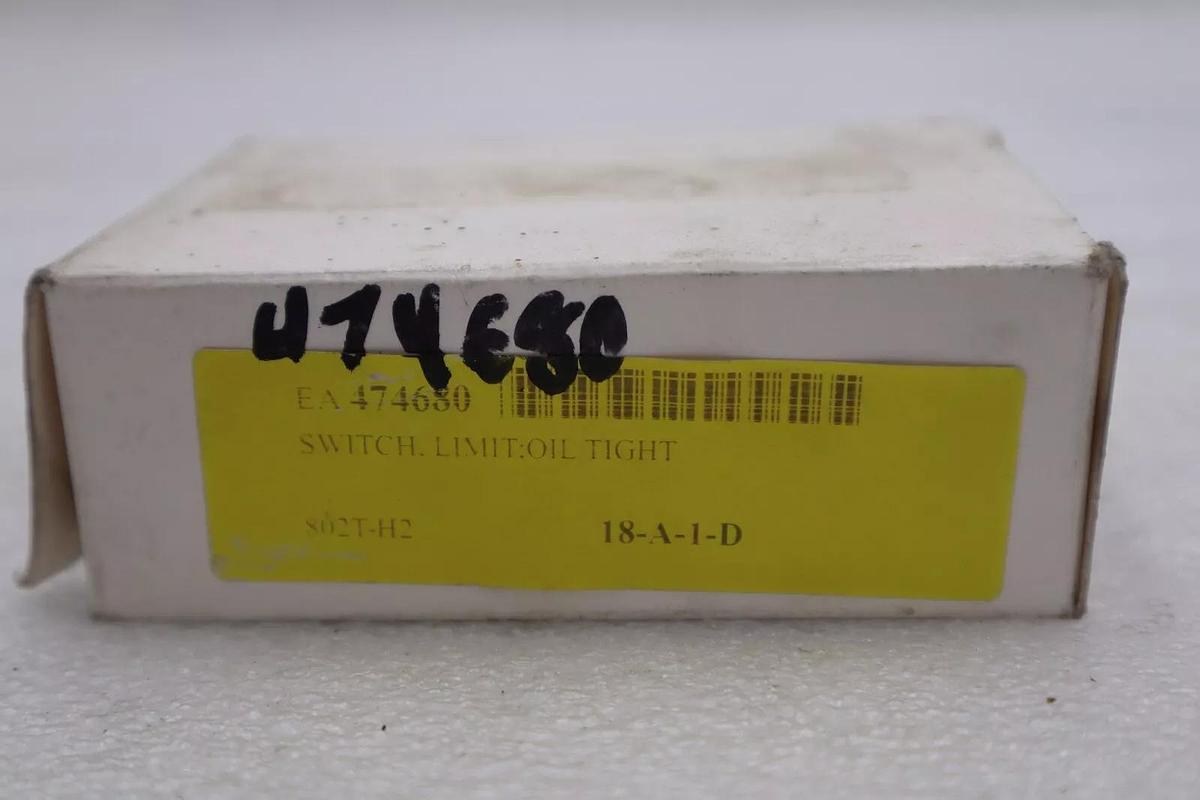 474680
EA 474680
SWITCH, LIMIT:OIL TIGHT
802T-H2 18-A-1-D